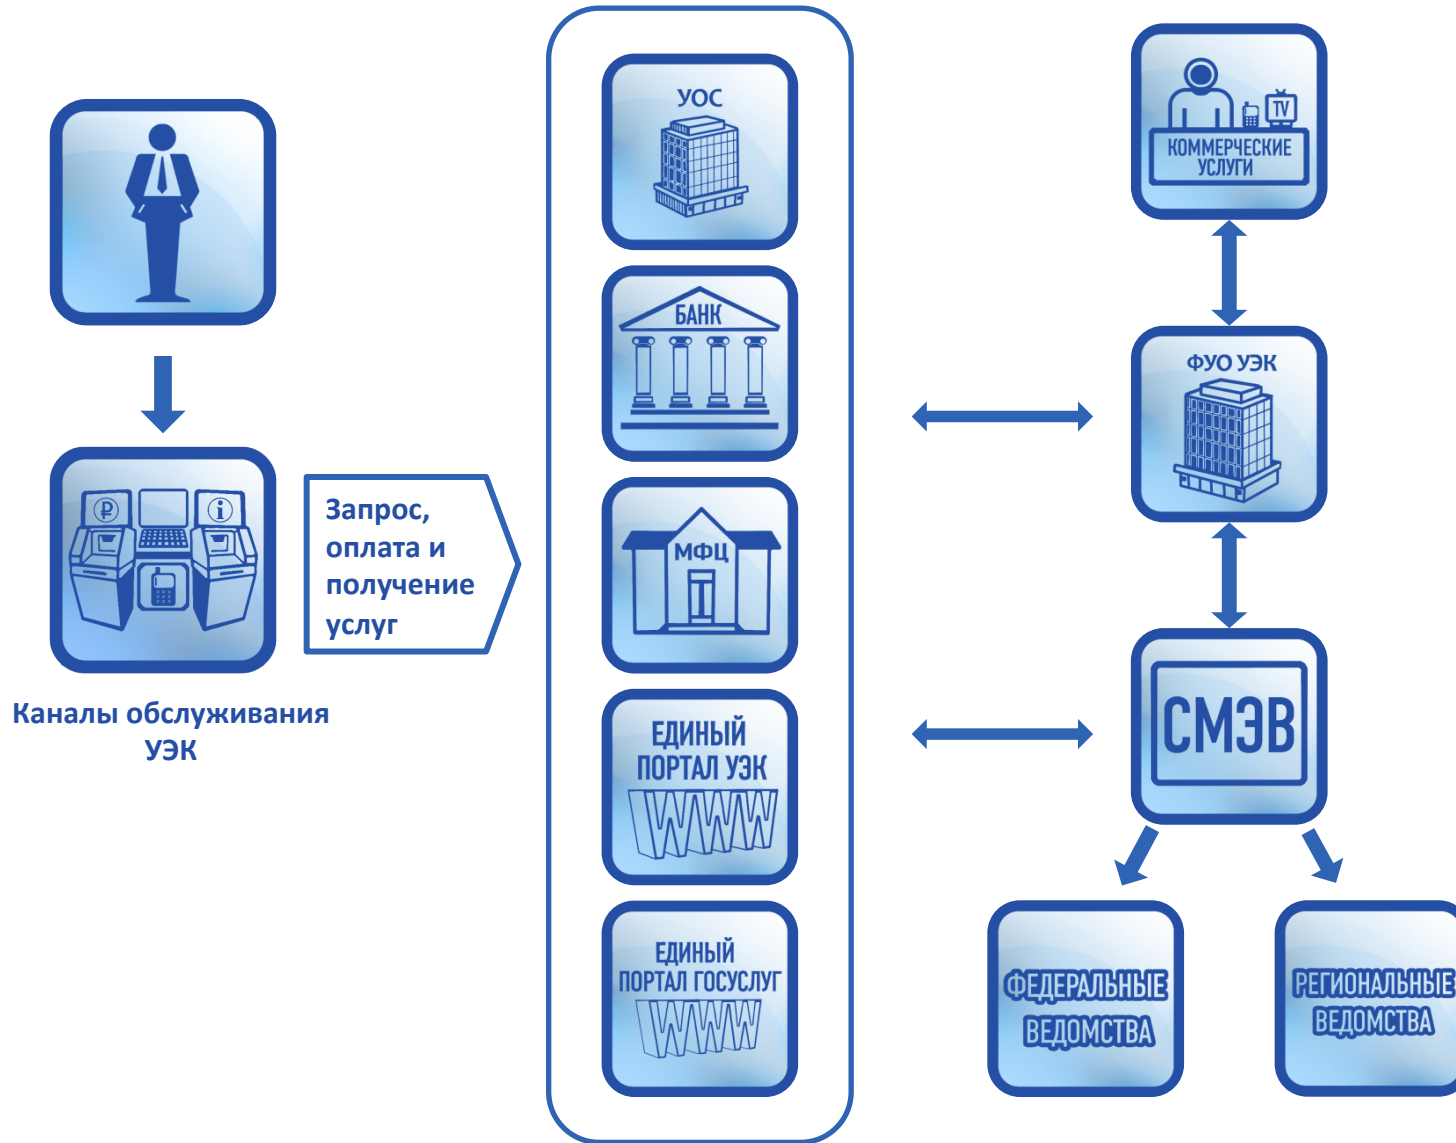 Каналы обслуживания
УЭК
₽
i
Запрос,
оплата и
получение
услуг
УОС
БАНК
МФЦ
ЕДИНЫЙ
ПОРТАЛ УЭК
WWW
ЕДИНЫЙ
ПОРТАЛ ГОСУСЛУГ
WWW
TV
КОММЕРЧЕСКИЕ
УСЛУГИ
ФУО УЭК
СМЭВ
ФЕДЕРАЛЬНЫЕ
ВЕДОМСТВА
РЕГИОНАЛЬНЫЕ
ВЕДОМСТВА